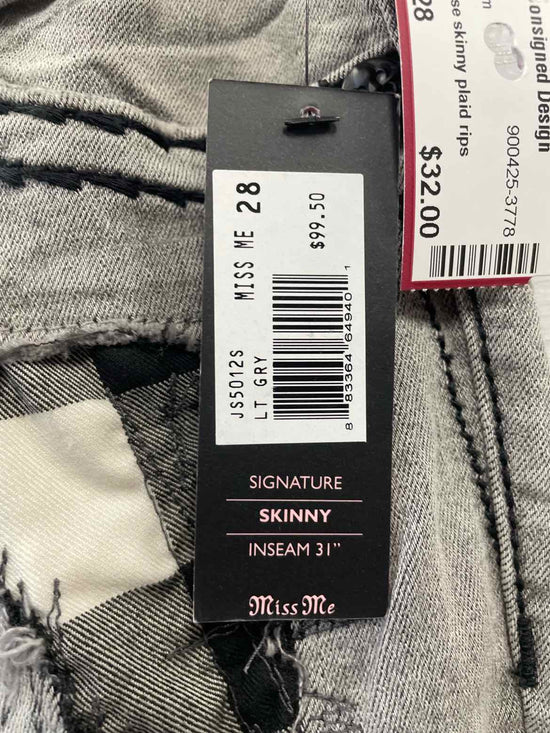 MISS ME 28
$99.50
JS5012S
LT GRY
8 83364 64940 1
SIGNATURE
SKINNY
INSEAM 31”
Miss Me
onsigned Design
900425-3778
28
se skinny plaid rips
$32.00